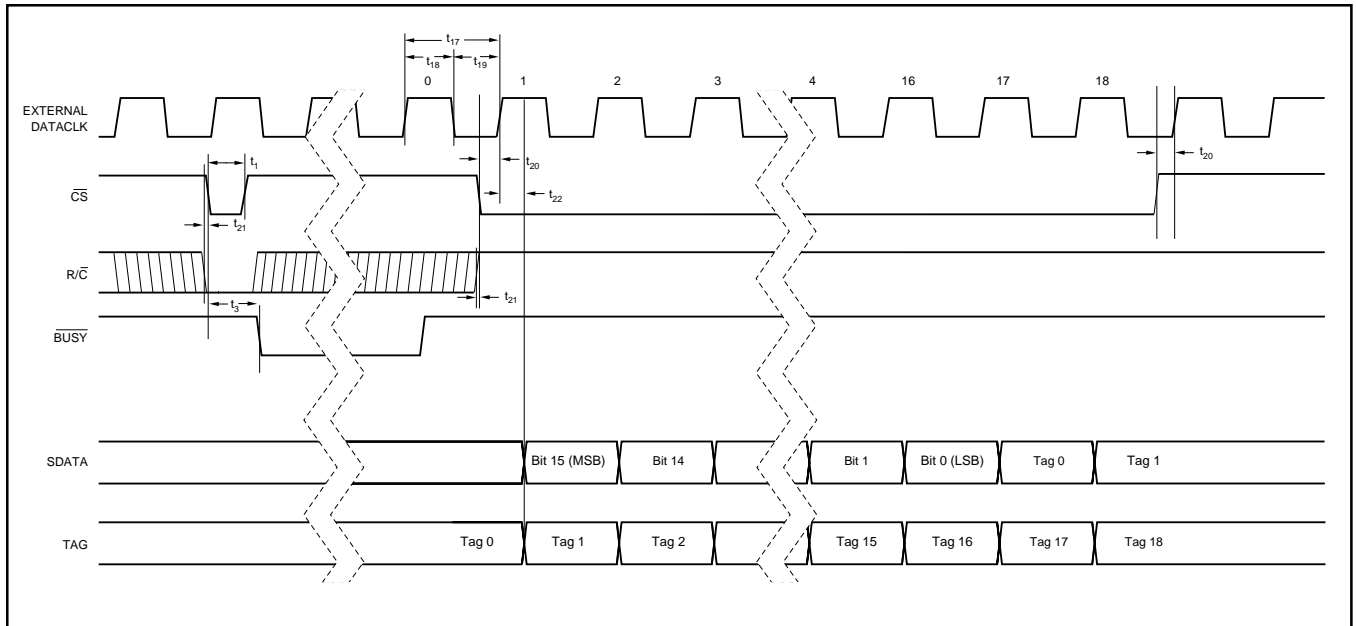 t17
t18 t19
0 1 2 3 4 16 17 18
EXTERNAL
DATACLK
t1
t20
t20
CS
t22
t21
R/C
t21
t3
BUSY
SDATA
Bit 15 (MSB) Bit 14 Bit 1 Bit 0 (LSB) Tag 0 Tag 1
TAG
Tag 0 Tag 1 Tag 2 Tag 15 Tag 16 Tag 17 Tag 18